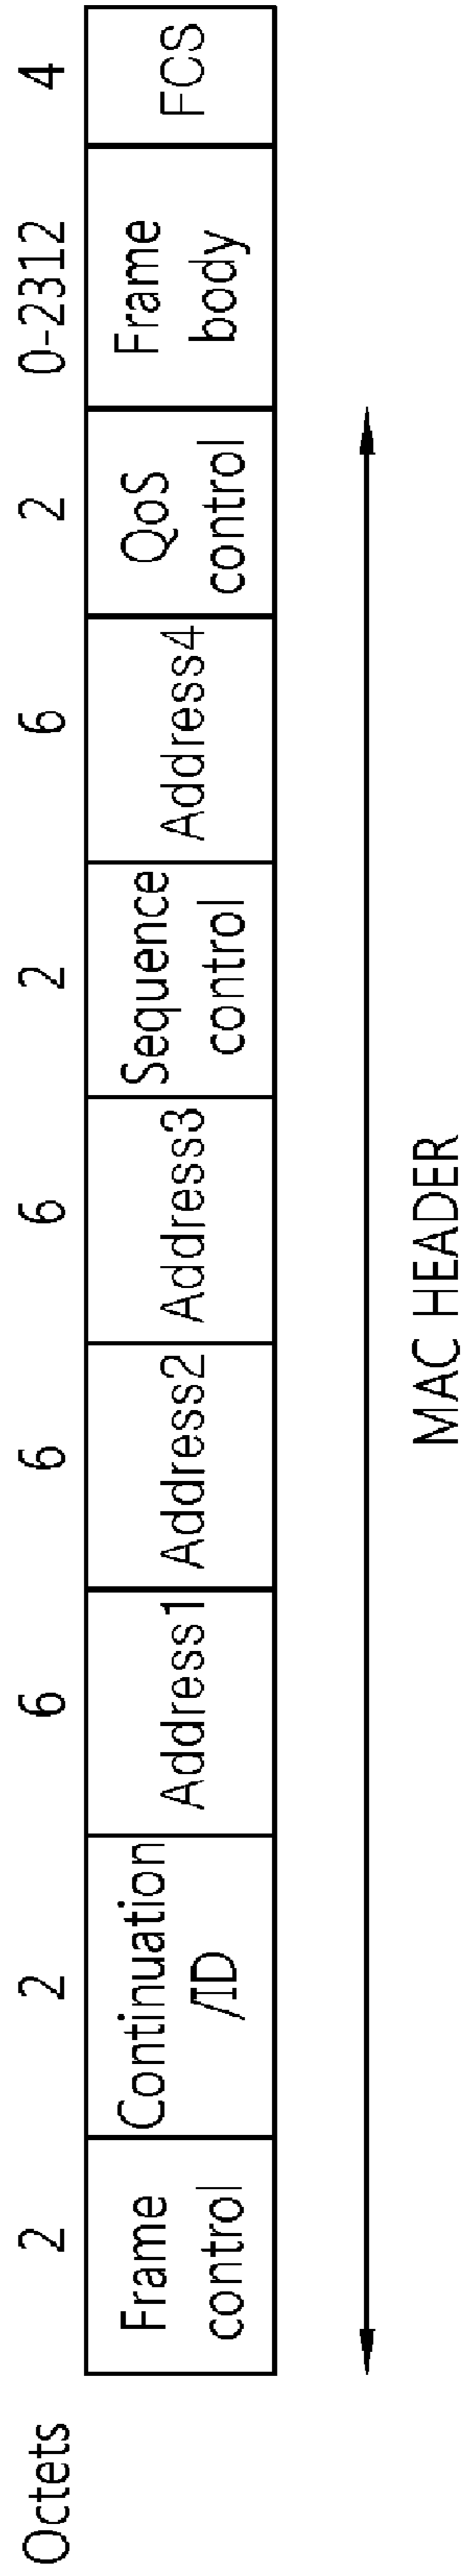 Octets 2 2 6 6 6 2 6 2 0-2312 4
Frame
control
Continuation
/ID
Address1
Address2
Address3
Sequence
control
Address4
QoS
control
Frame
body
FCS
MAC HEADER